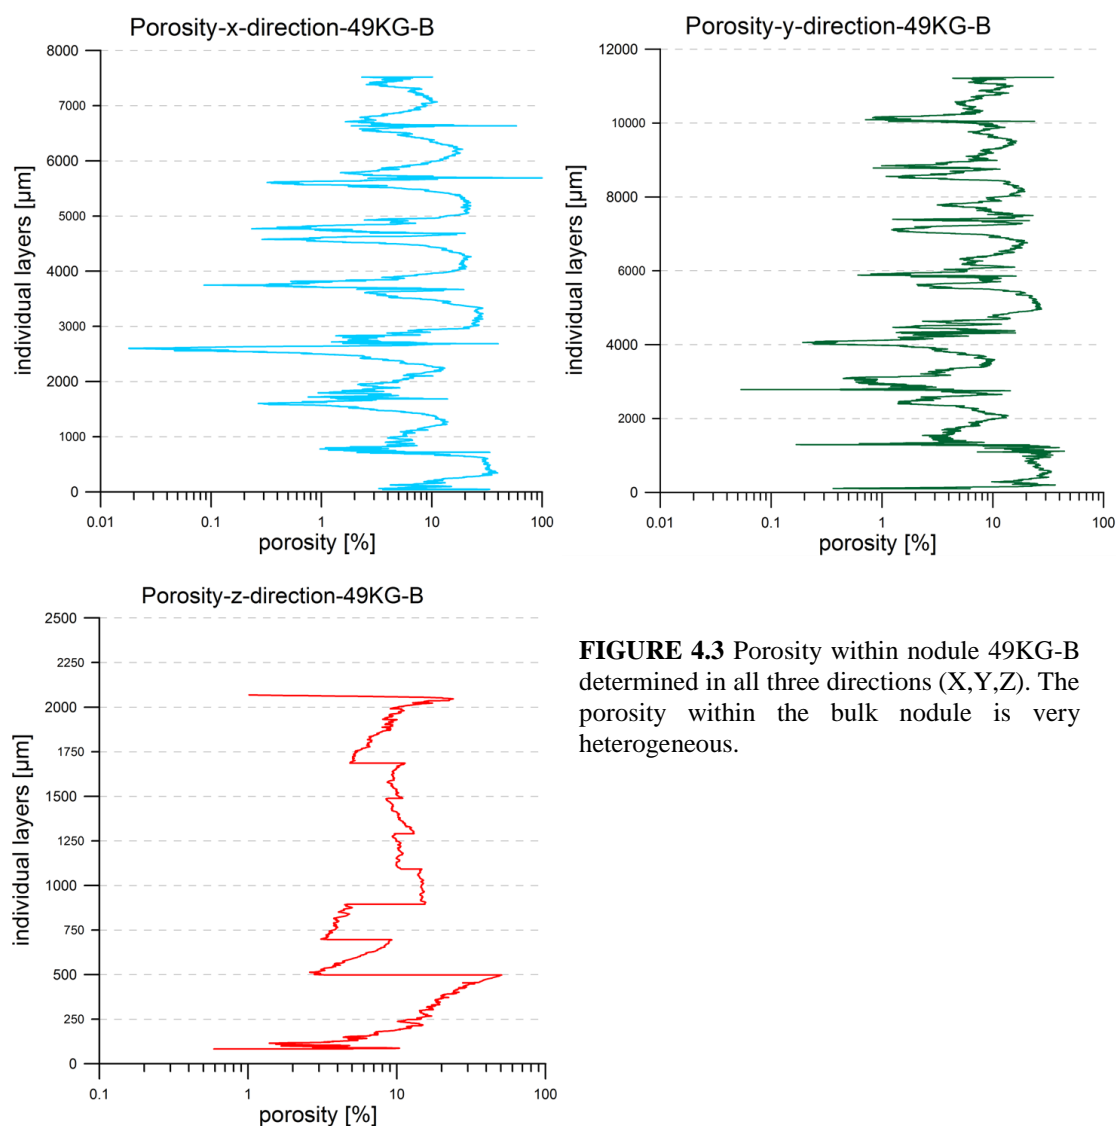 Porosity-x-direction-49KG-B
8000
7000
6000
5000
4000
3000
2000
1000
0
individual layers [µm]
0.01 0.1 1 10 100
porosity [%]
Porosity-y-direction-49KG-B
12000
10000
8000
6000
4000
2000
0
individual layers [µm]
0.01 0.1 1 10 100
porosity [%]
Porosity-z-direction-49KG-B
2500
2250
2000
1750
1500
1250
1000
750
500
250
0
individual layers [µm]
0.1 1 10 100
porosity [%]
FIGURE 4.3 Porosity within nodule 49KG-B
determined in all three directions (X,Y,Z). The
porosity within the bulk nodule is very
heterogeneous.